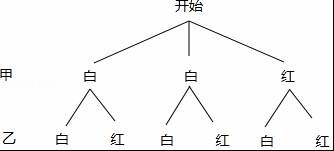 开始
甲 白 白 红
乙 白 红 白 红 白 红